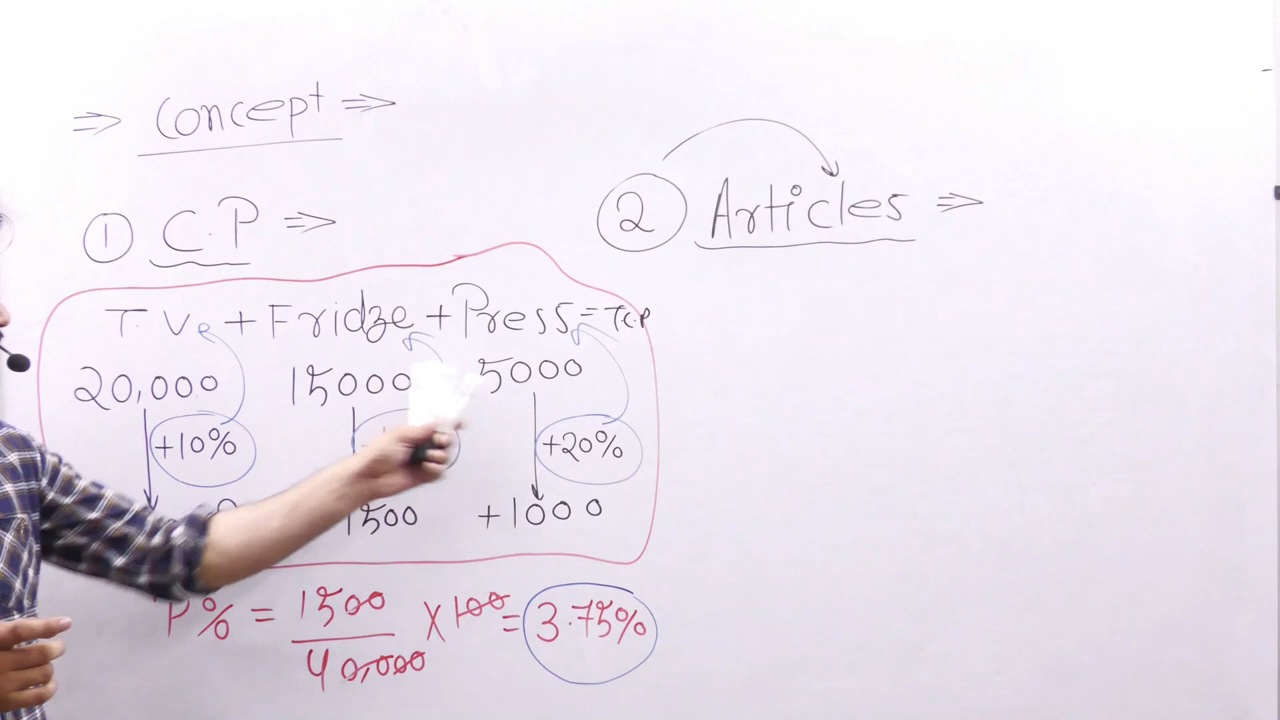 ⇒ Concept ⇒
① C.P ⇒
T.V + Fridze + Press = T.C.P
20,000 15000 5000
+10% +20%
1500 +1000
P% = 1500/40,000 × 100 = 3.75%
② Articles ⇒